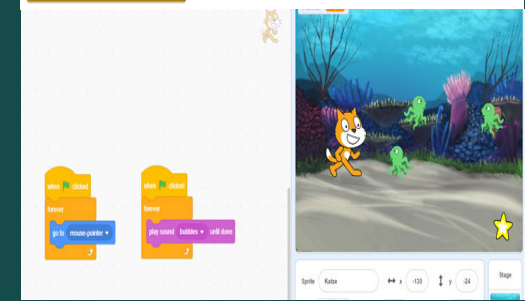 when clicked
forever
go to mouse-pointer
when clicked
forever
play sound bubbles until done
Sprite Katze x -133 y -24
Stage